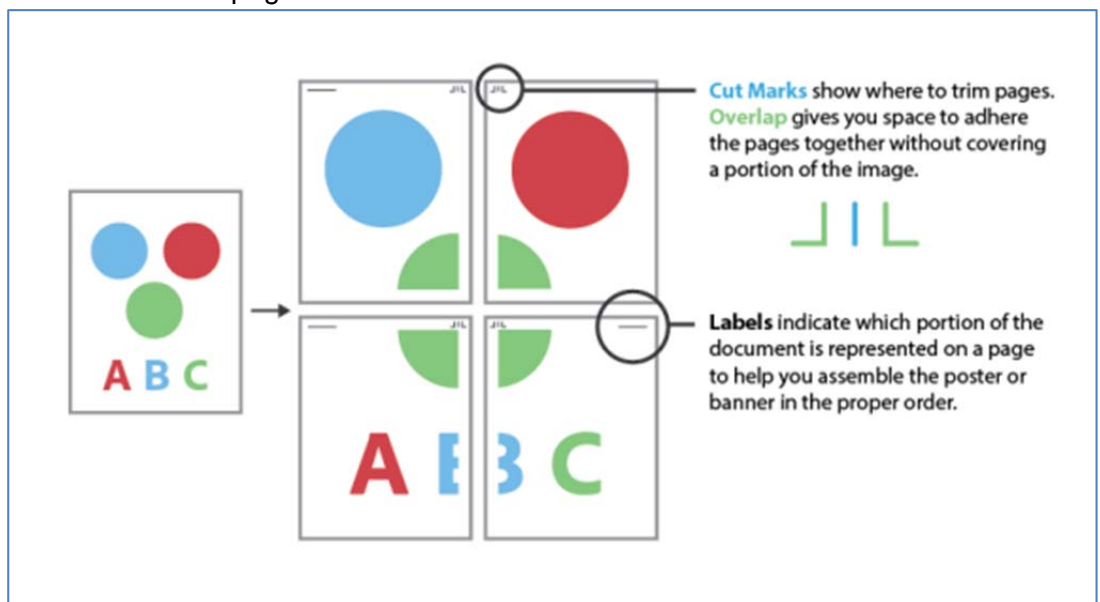 A B C
A B
B C
Cut Marks show where to trim pages.
Overlap gives you space to adhere
the pages together without covering
a portion of the image.
Labels indicate which portion of the
document is represented on a page
to help you assemble the poster or
banner in the proper order.